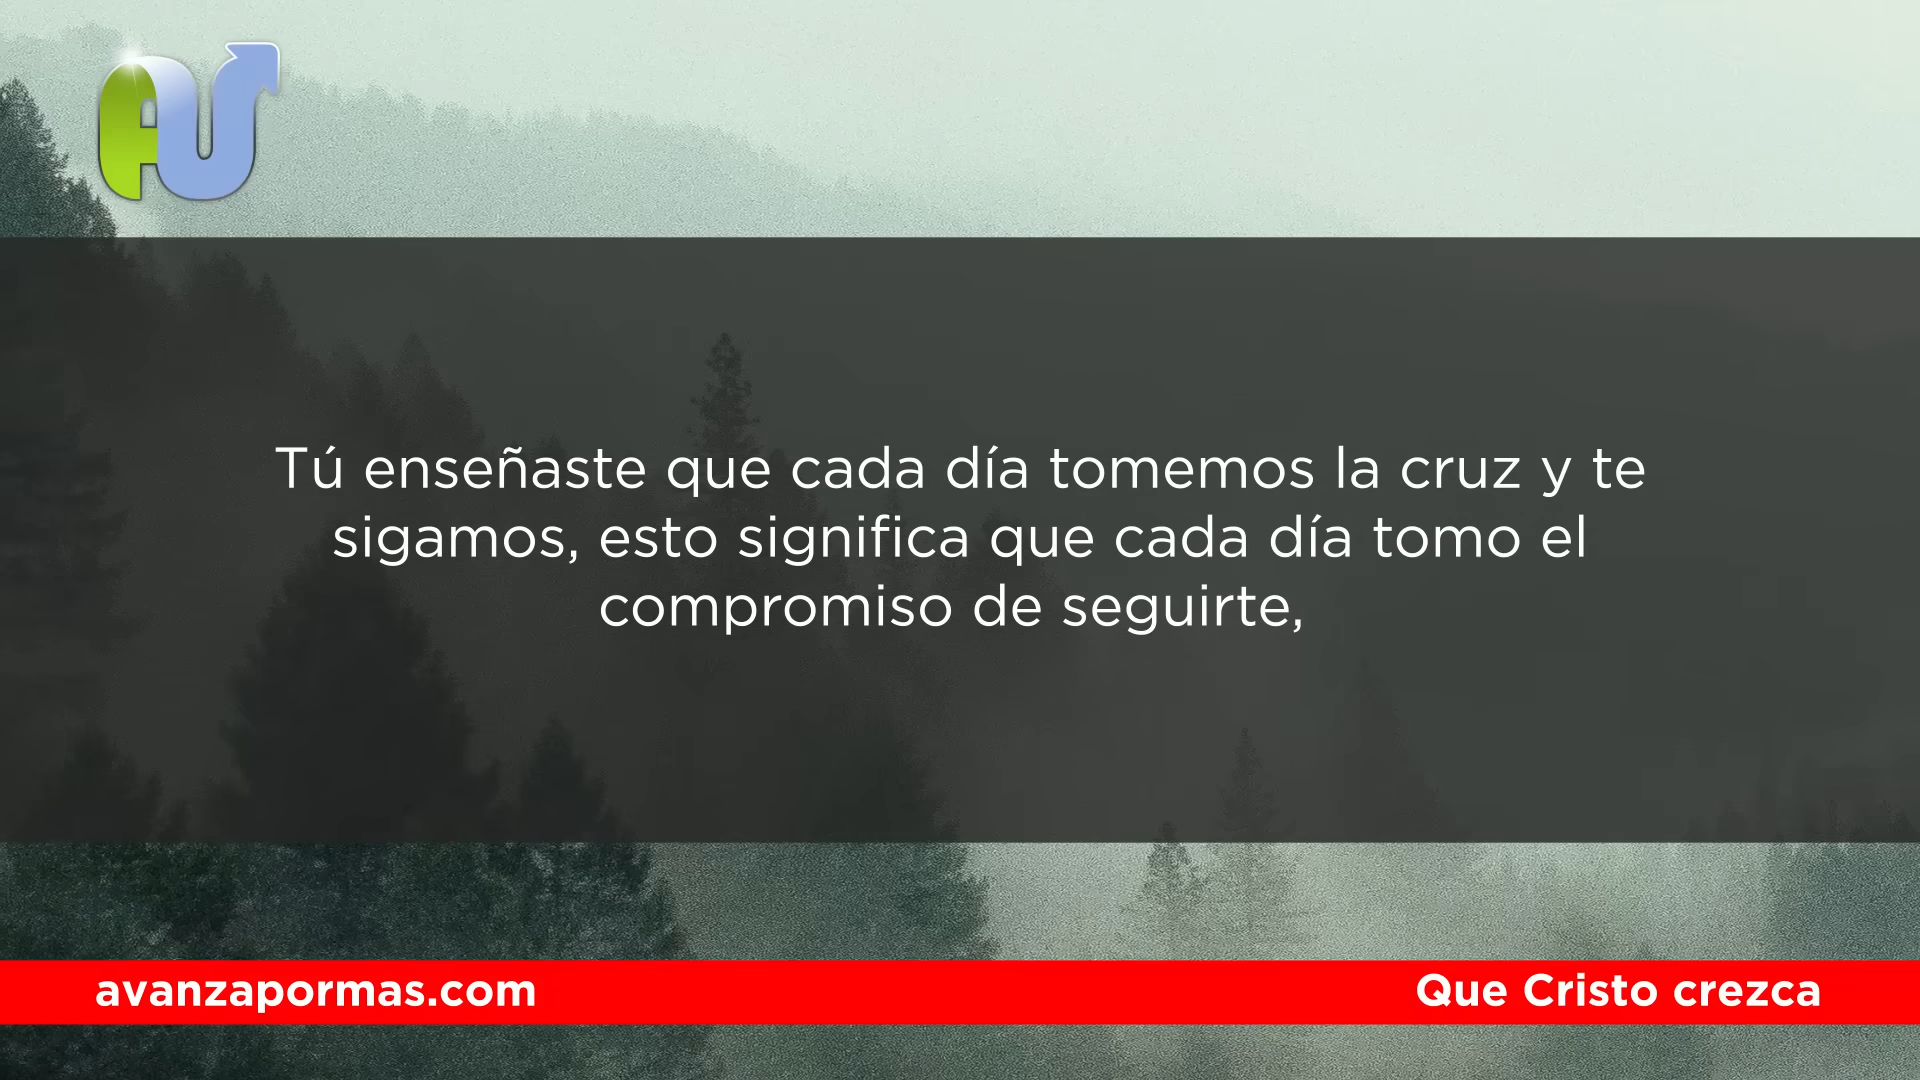 Tú enseñaste que cada día tomemos la cruz y te
sigamos, esto significa que cada día tomo el
compromiso de seguirte,
avanzapormas.com
Que Cristo crezca